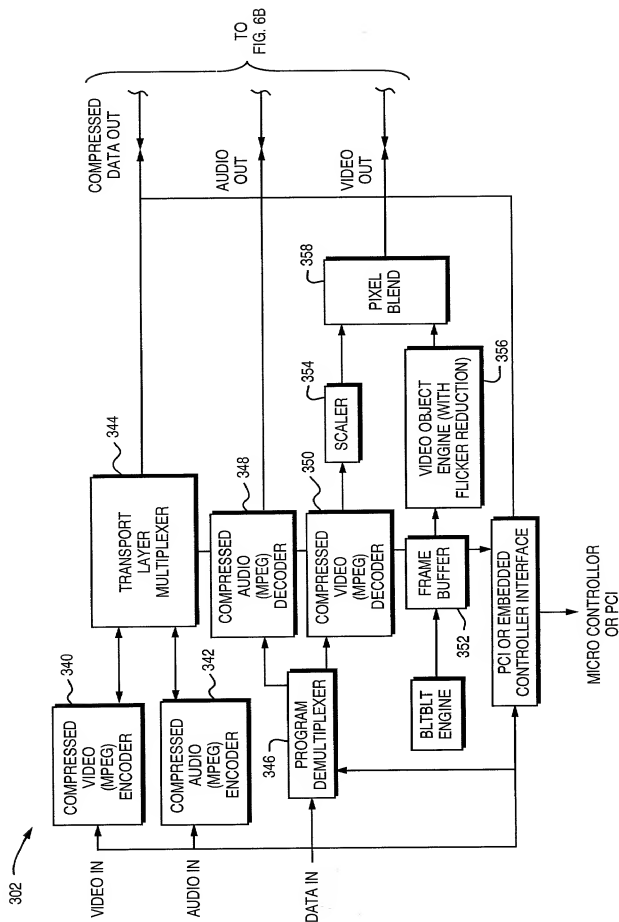 302
VIDEO IN
AUDIO IN
DATA IN
340
COMPRESSED
VIDEO
(MPEG)
ENCODER
342
COMPRESSED
AUDIO
(MPEG)
ENCODER
344
TRANSPORT
LAYER
MULTIPLEXER
346
PROGRAM
DEMULTIPLEXER
348
COMPRESSED
AUDIO
(MPEG)
DECODER
350
COMPRESSED
VIDEO
(MPEG)
DECODER
BLTBLT
ENGINE
352
FRAME
BUFFER
354
SCALER
356
VIDEO OBJECT
ENGINE (WITH
FLICKER REDUCTION)
358
PIXEL
BLEND
PCI OR EMBEDDED
CONTROLLER INTERFACE
MICRO CONTROLLOR
OR PCI
COMPRESSED
DATA OUT
AUDIO
OUT
VIDEO
OUT
TO
FIG. 6B